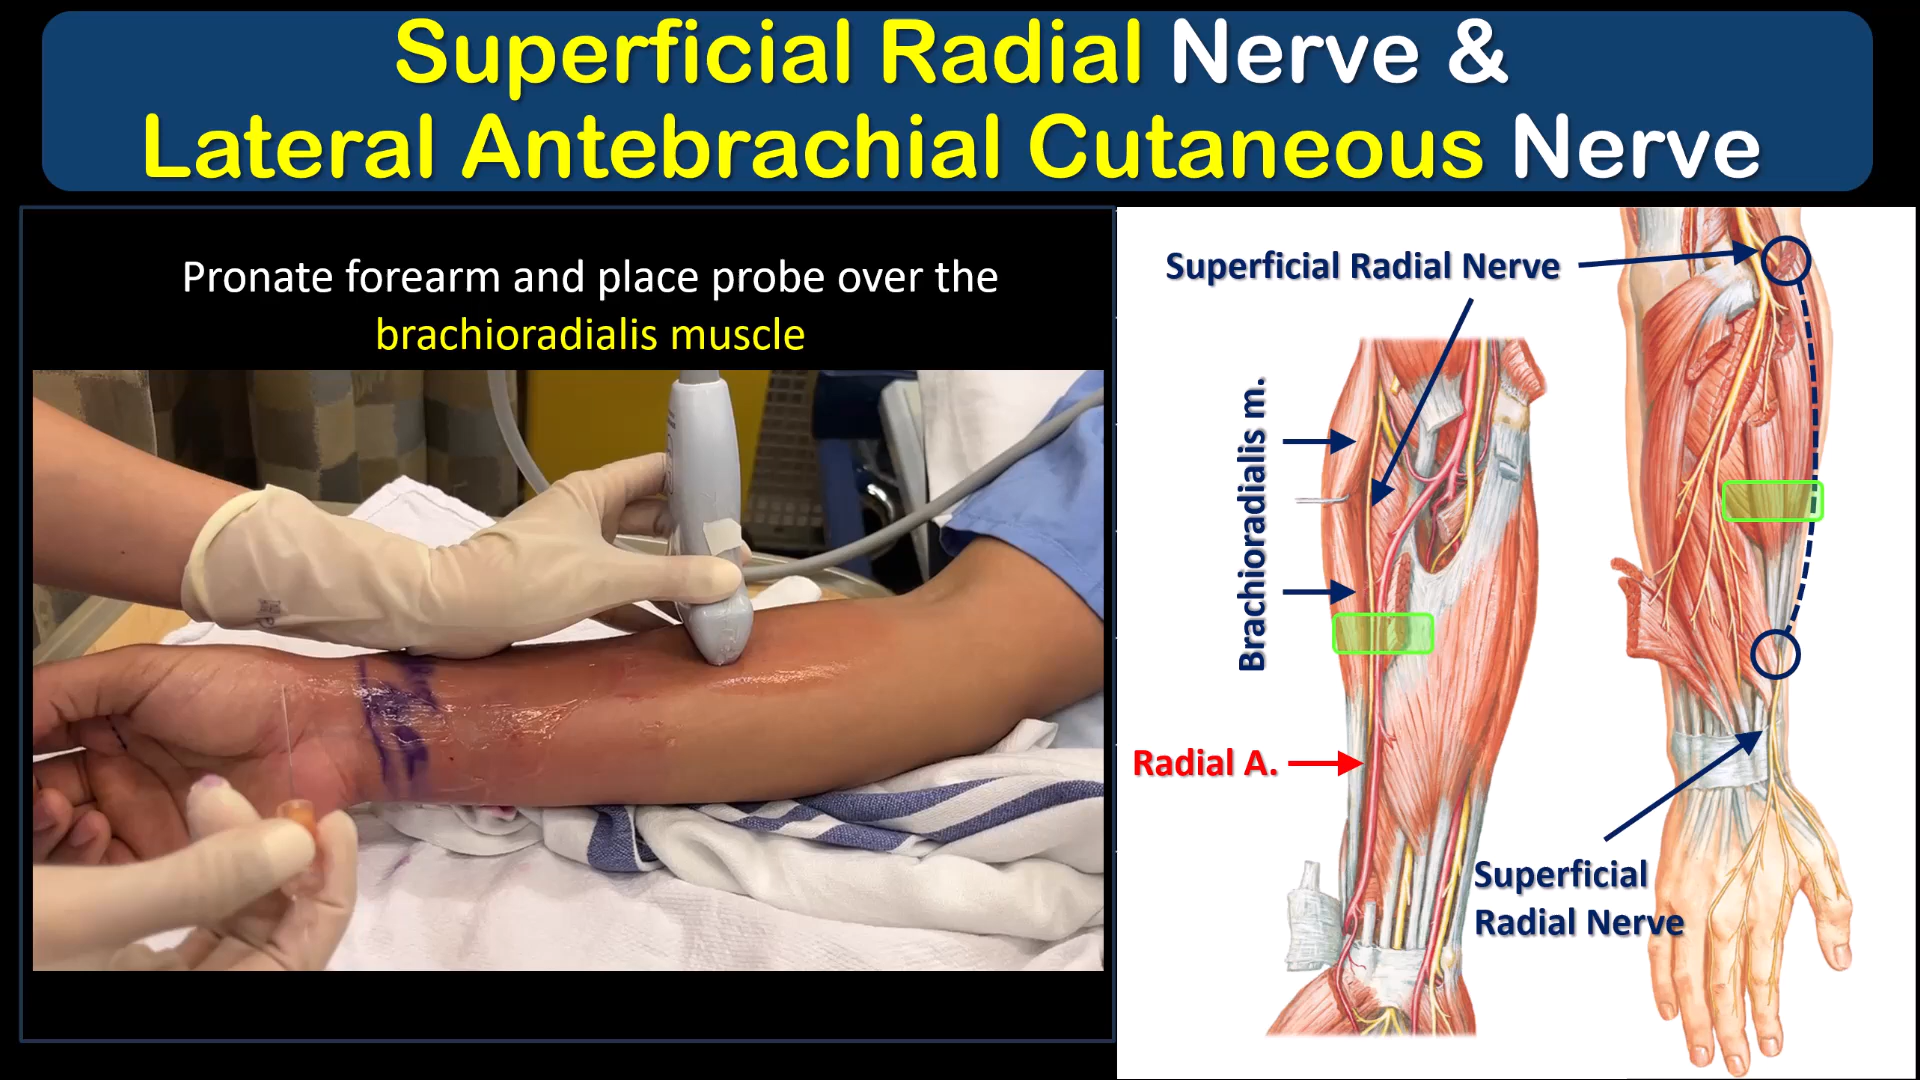 Superficial Radial Nerve &
Lateral Antebrachial Cutaneous Nerve
Pronate forearm and place probe over the
brachioradialis muscle
Superficial Radial Nerve
Brachioradialis m.
Radial A.
Superficial
Radial Nerve